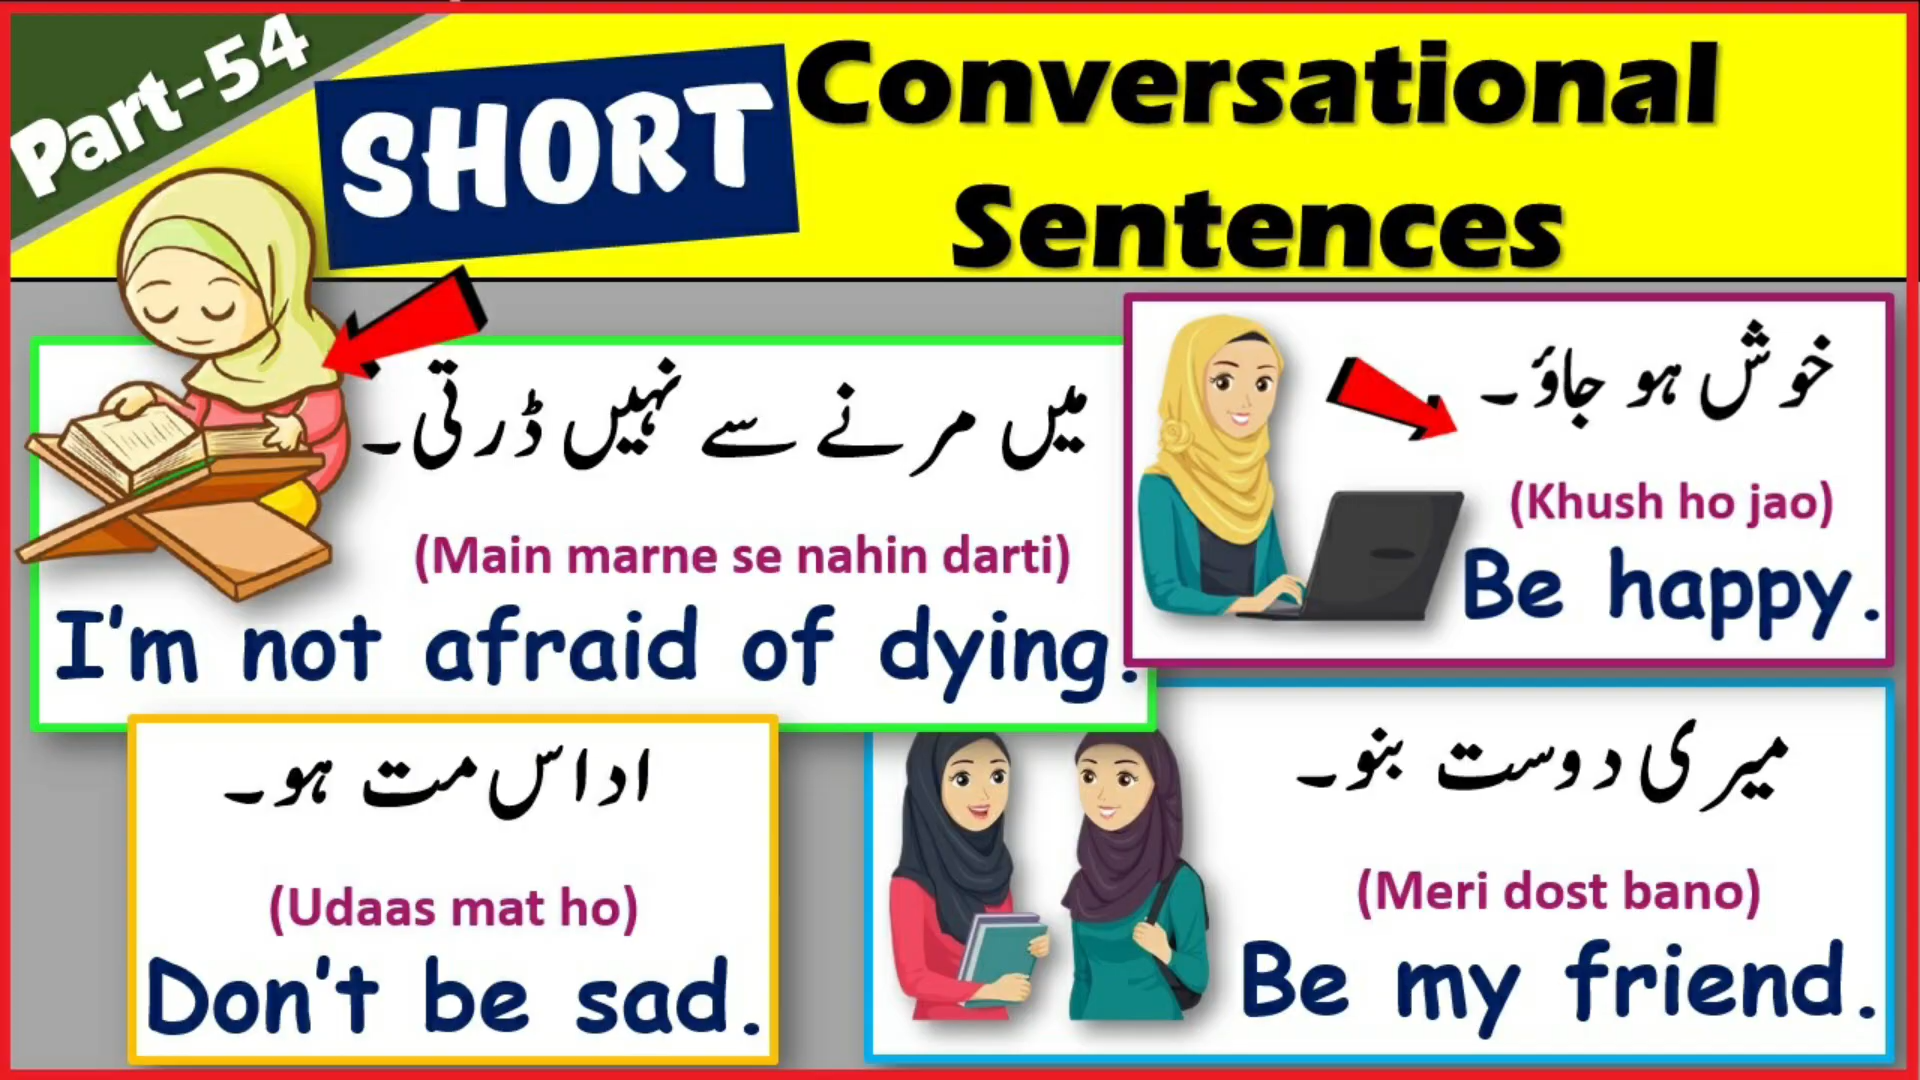 Part-54
SHORT
Conversational
Sentences
میں مرنے سے نہیں ڈرتی۔
(Main marne se nahin darti)
I'm not afraid of dying.
خوش ہو جاؤ۔
(Khush ho jao)
Be happy.
اداس مت ہو۔
(Udaas mat ho)
Don't be sad.
میری دوست بنو۔
(Meri dost bano)
Be my friend.